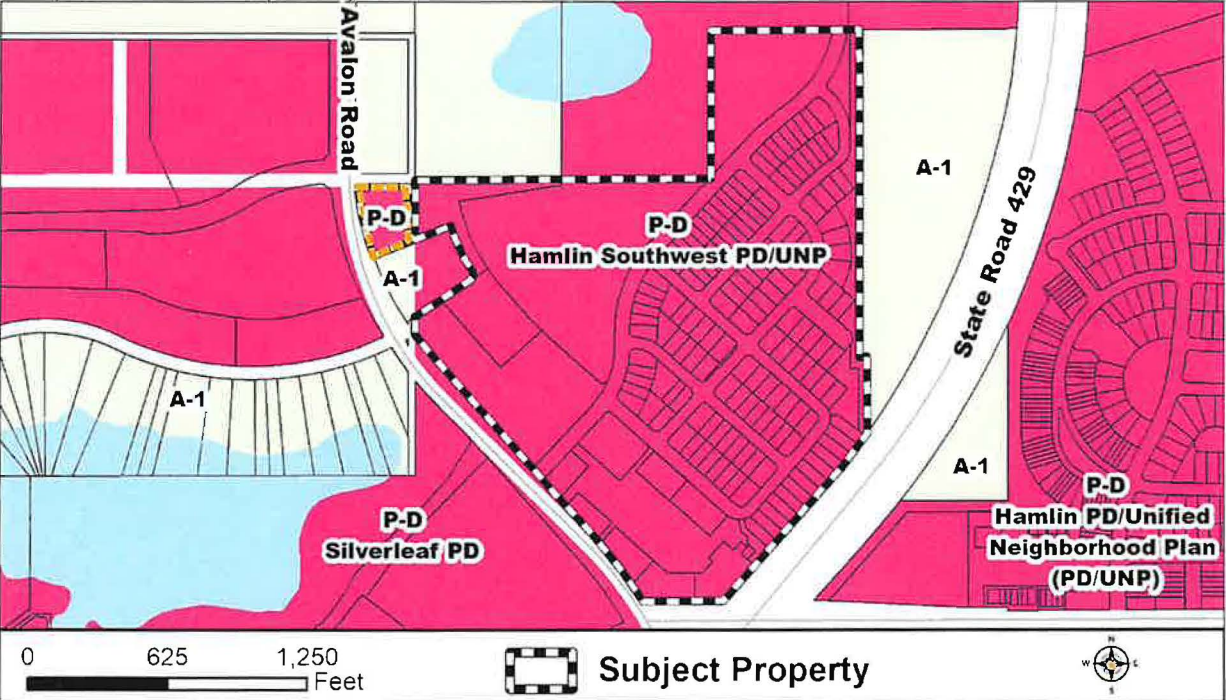 Avalon Road
A-1
P-D
P-D
Hamlin Southwest PD/UNP
A-1
State Road 429
A-1
A-1
P-D
Hamlin PD/Unified
Neighborhood Plan
(PD/UNP)
P-D
Silverleaf PD
0 625 1,250
Feet
Subject Property
N
W E
S